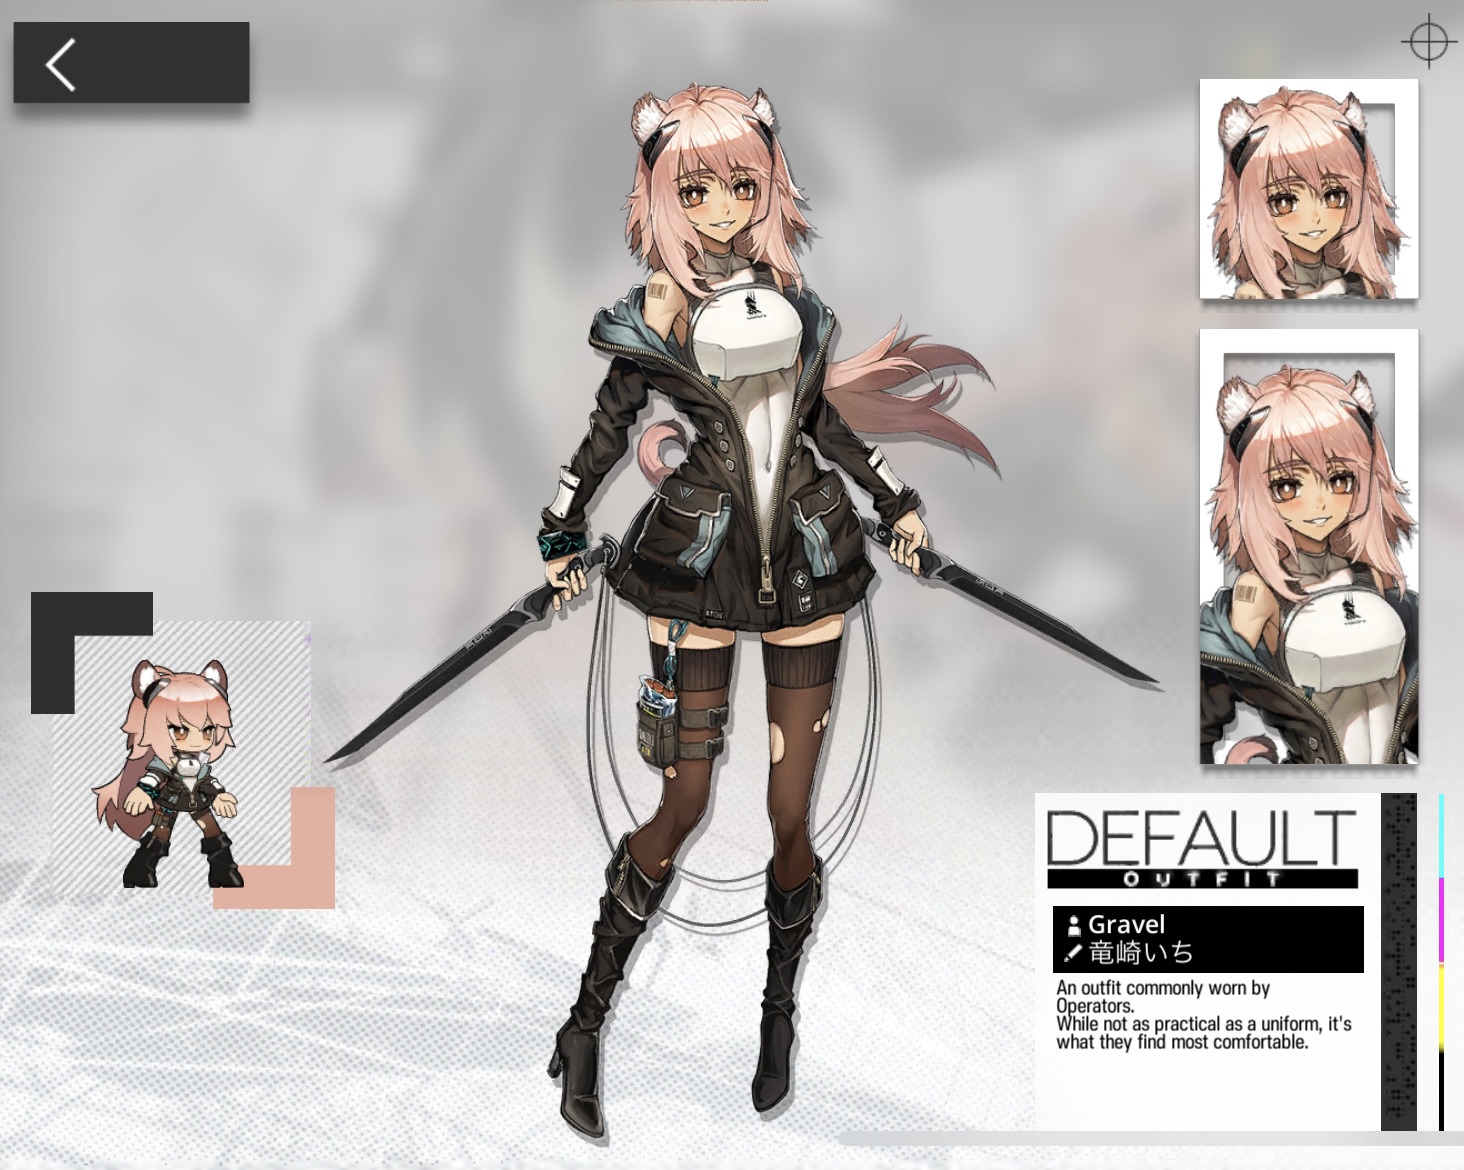 DEFAULT
OUTFIT
Gravel
竜崎いち
An outfit commonly worn by
Operators.
While not as practical as a uniform, it's
what they find most comfortable.